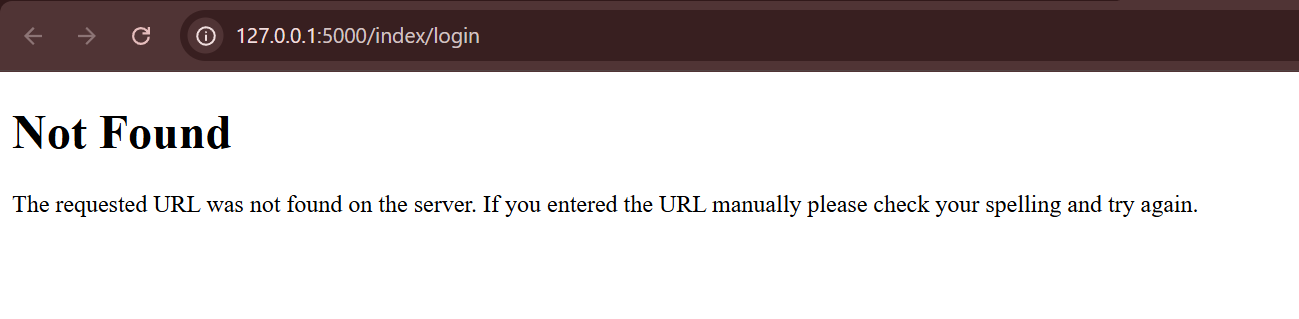 127.0.0.1:5000/index/login
Not Found
The requested URL was not found on the server. If you entered the URL manually please check your spelling and try again.